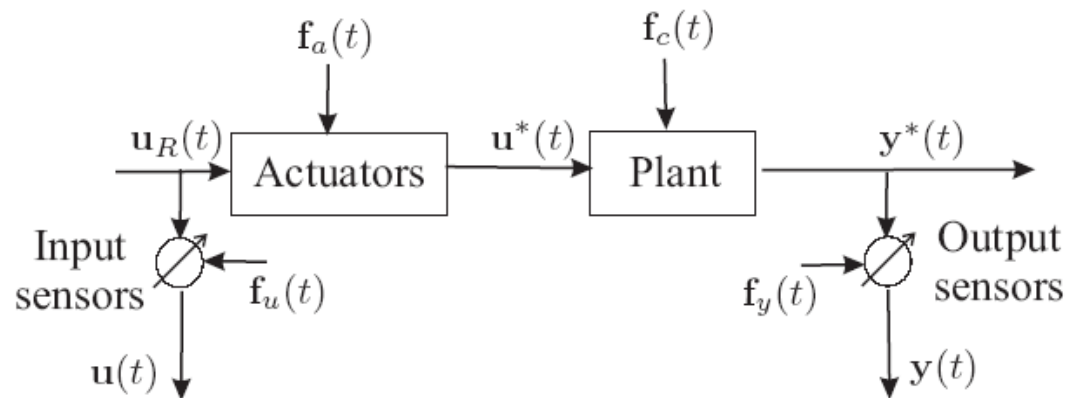 f_a(t)
f_c(t)
u_R(t)
Actuators
u*(t)
Plant
y*(t)
Input
sensors
f_u(t)
u(t)
f_y(t)
Output
sensors
y(t)